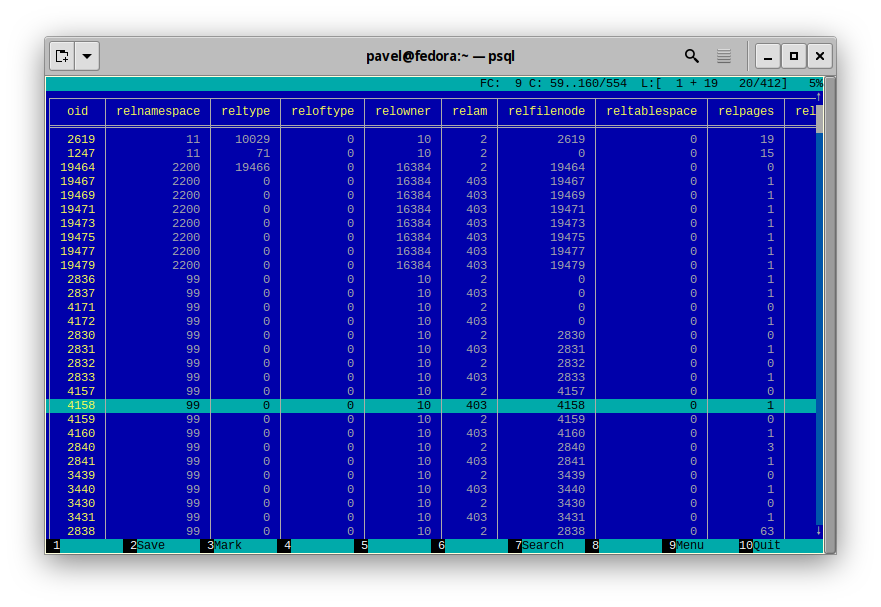 pavel@fedora:~ — psql
FC:  9 C: 59..160/554  L:[  1 + 19   20/412]   5%
oid relnamespace reltype reloftype relowner relam relfilenode reltablespace relpages rel
2619 11 10029 0 10 2 2619 0 19
1247 11 71 0 10 2 0 0 15
19464 2200 19466 0 16384 2 19464 0 0
19467 2200 0 0 16384 403 19467 0 1
19469 2200 0 0 16384 403 19469 0 1
19471 2200 0 0 16384 403 19471 0 1
19473 2200 0 0 16384 403 19473 0 1
19475 2200 0 0 16384 403 19475 0 1
19477 2200 0 0 16384 403 19477 0 1
19479 2200 0 0 16384 403 19479 0 1
2836 99 0 0 10 2 0 0 1
2837 99 0 0 10 403 0 0 1
4171 99 0 0 10 2 0 0 0
4172 99 0 0 10 403 0 0 1
2830 99 0 0 10 2 2830 0 0
2831 99 0 0 10 403 2831 0 1
2832 99 0 0 10 2 2832 0 0
2833 99 0 0 10 403 2833 0 1
4157 99 0 0 10 2 4157 0 0
4158 99 0 0 10 403 4158 0 1
4159 99 0 0 10 2 4159 0 0
4160 99 0 0 10 403 4160 0 1
2840 99 0 0 10 2 2840 0 3
2841 99 0 0 10 403 2841 0 1
3439 99 0 0 10 2 3439 0 0
3440 99 0 0 10 403 3440 0 1
3430 99 0 0 10 2 3430 0 0
3431 99 0 0 10 403 3431 0 1
2838 99 0 0 10 2 2838 0 63
1 2Save 3Mark 4 5 6 7Search 8 9Menu 10Quit